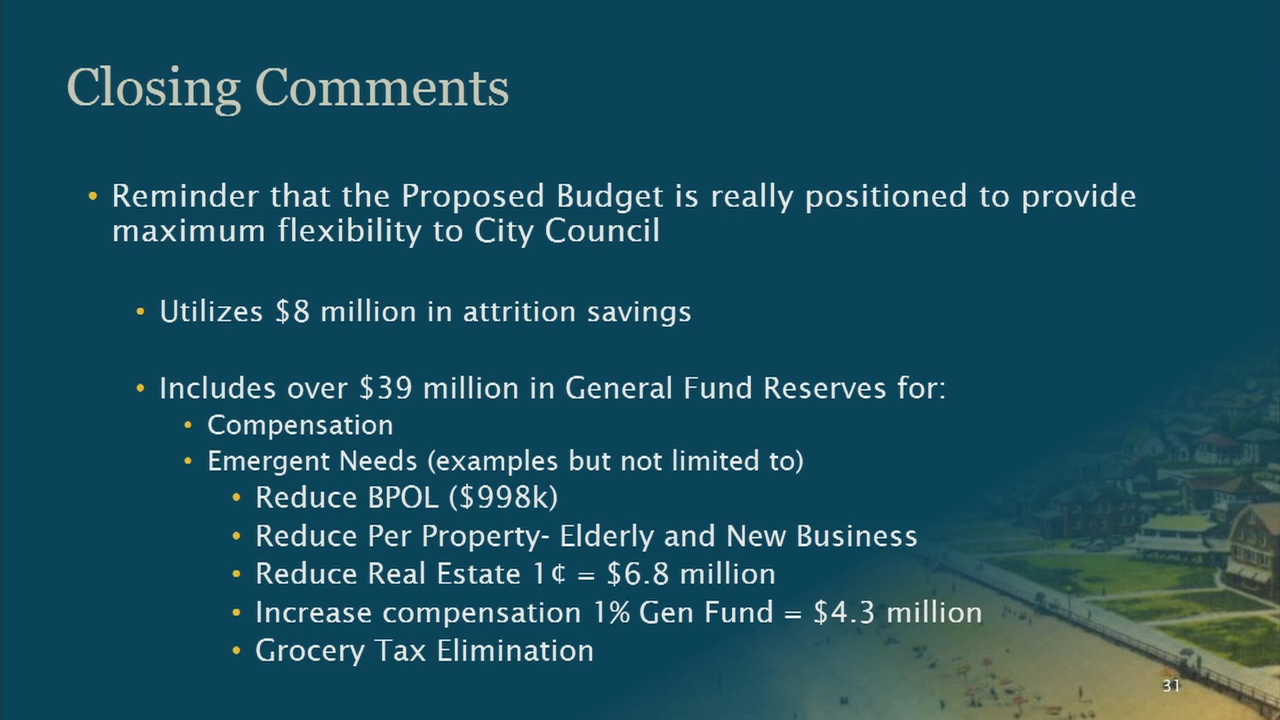 Closing Comments
• Reminder that the Proposed Budget is really positioned to provide
maximum flexibility to City Council
• Utilizes $8 million in attrition savings
• Includes over $39 million in General Fund Reserves for:
• Compensation
• Emergent Needs (examples but not limited to)
• Reduce BPOL ($998k)
• Reduce Per Property- Elderly and New Business
• Reduce Real Estate 1¢ = $6.8 million
• Increase compensation 1% Gen Fund = $4.3 million
• Grocery Tax Elimination
31